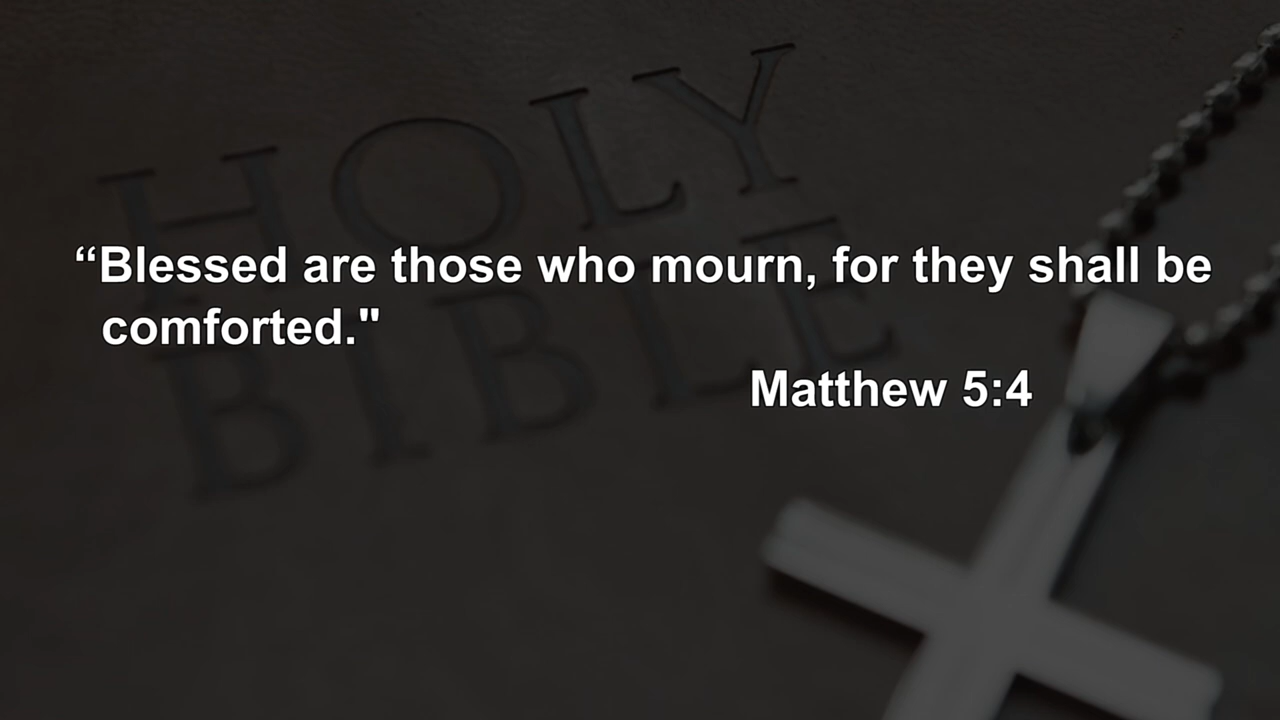 HOLY
BIBLE
“Blessed are those who mourn, for they shall be
comforted."
Matthew 5:4